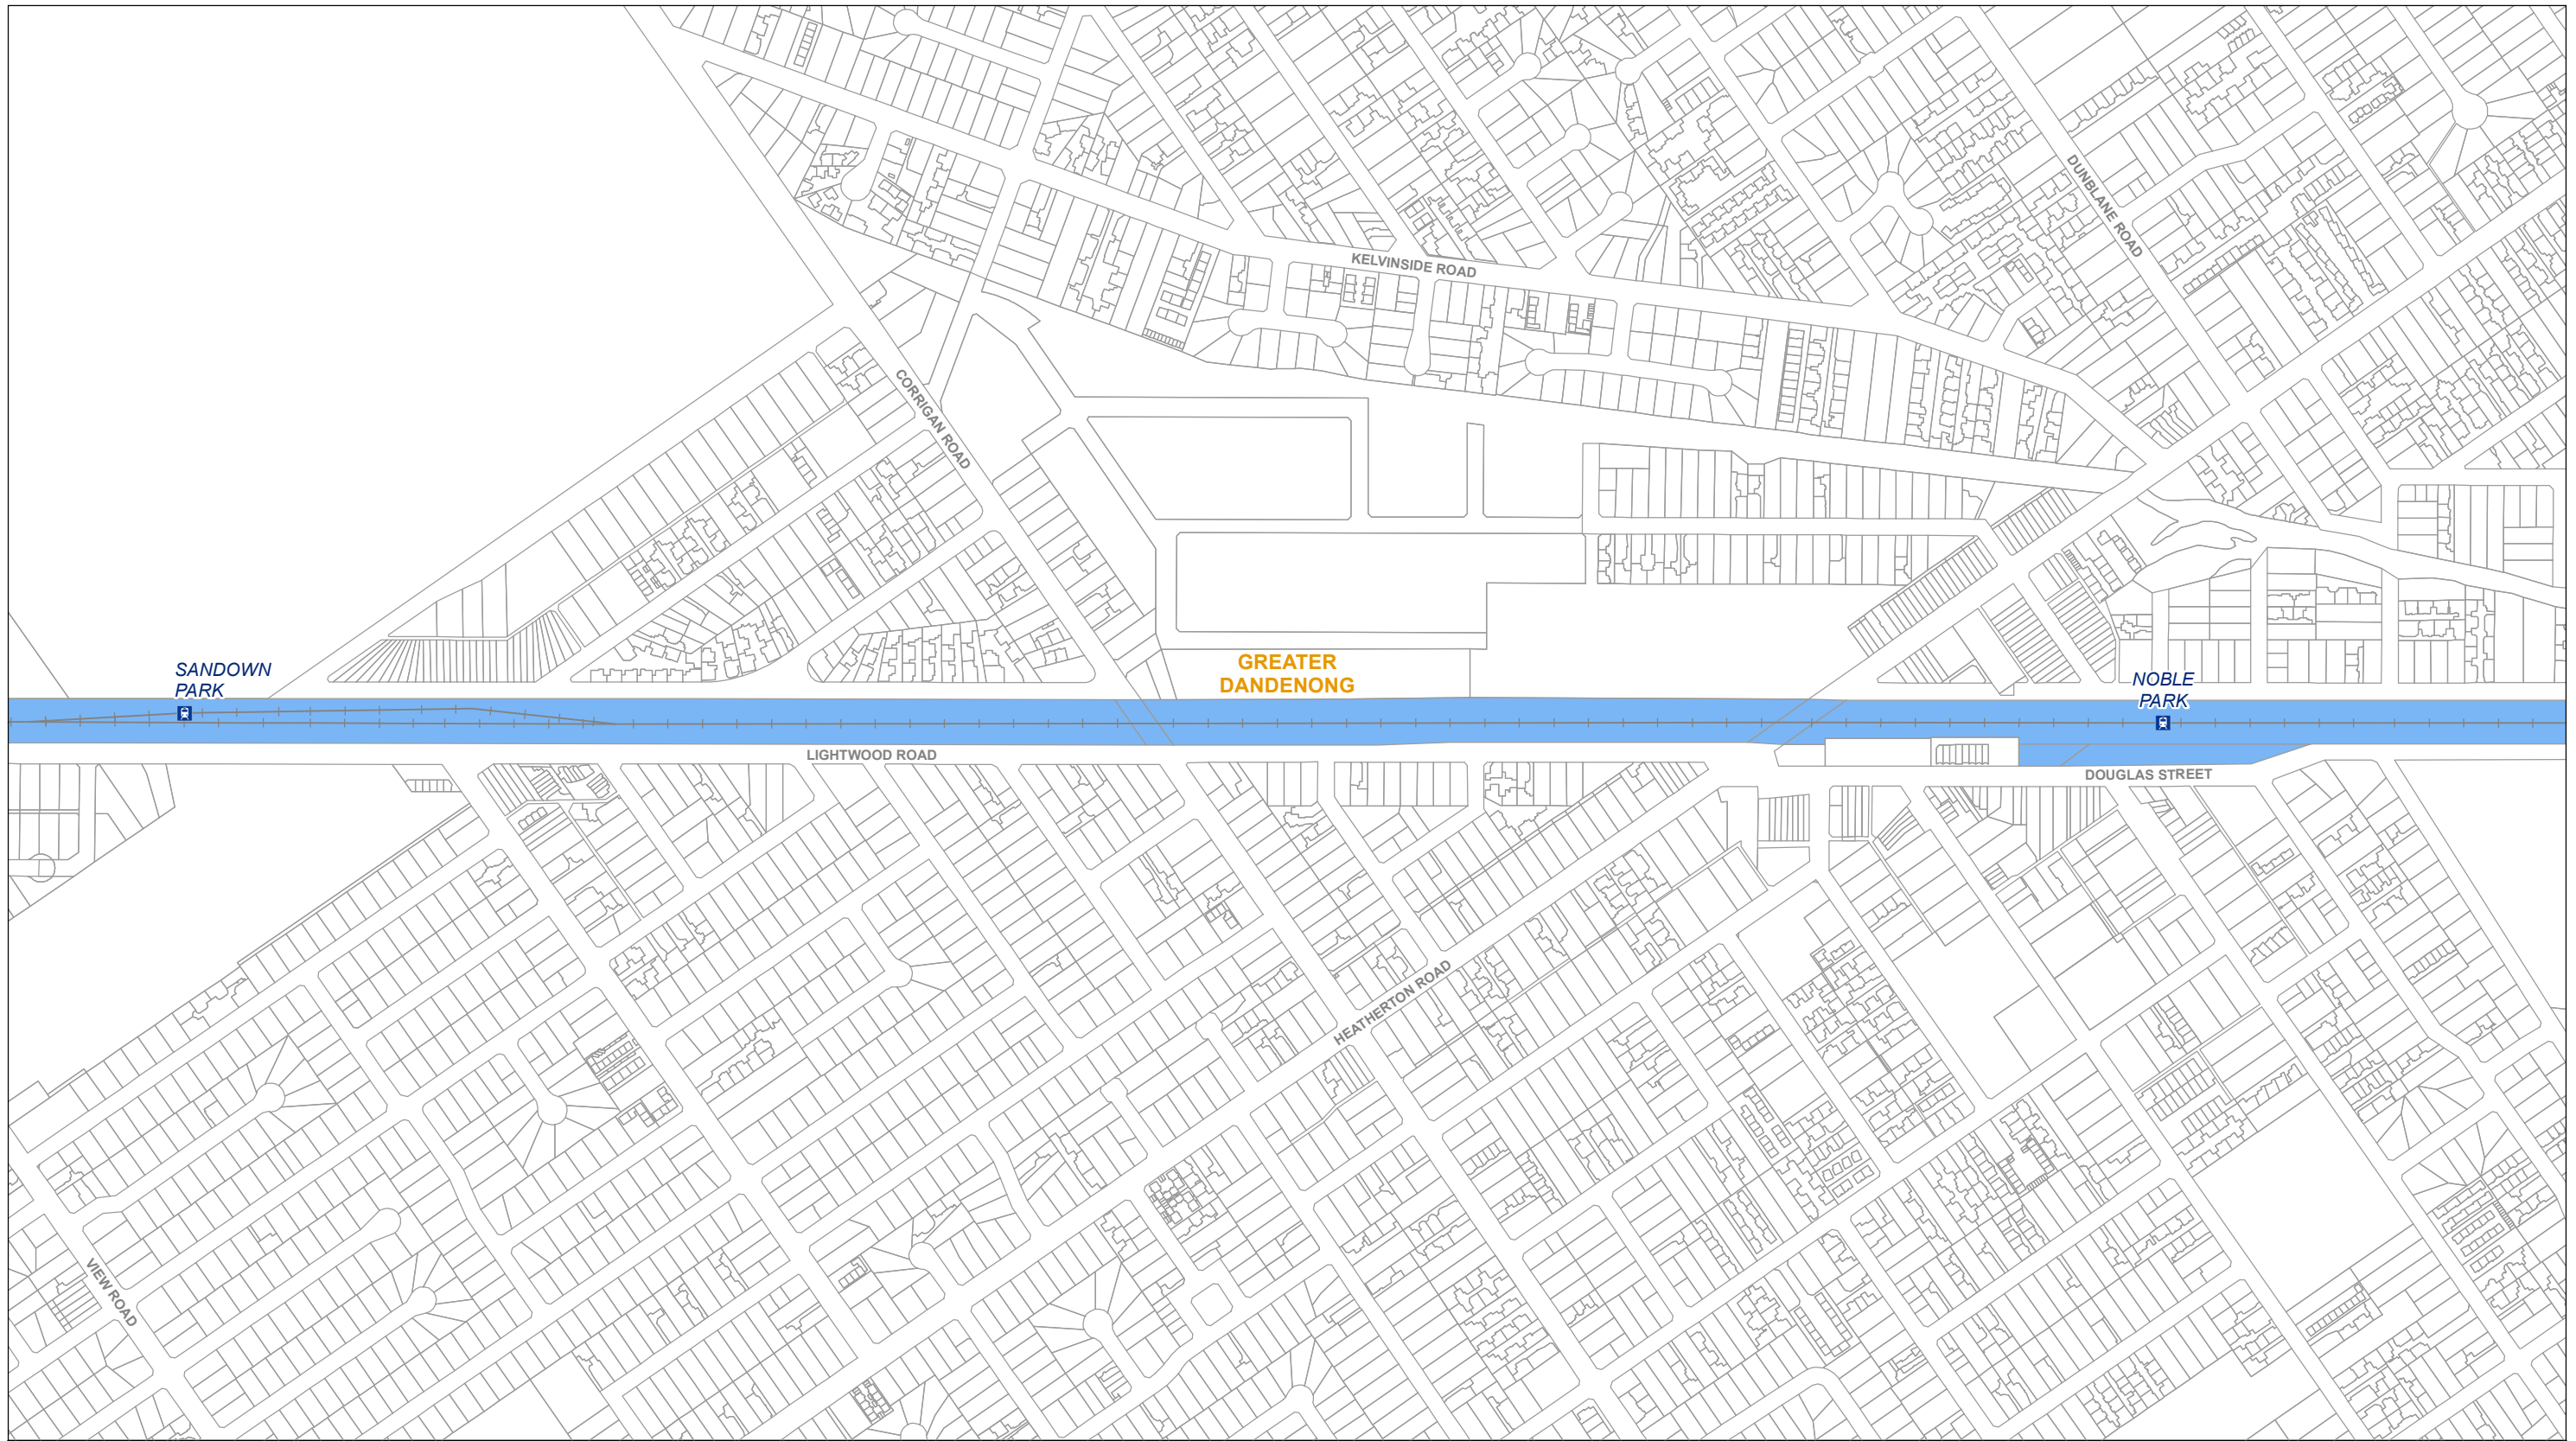 DUNBLANE ROAD
KELVINSIDE ROAD
CORRIGAN ROAD
SANDOWN
PARK
GREATER
DANDENONG
NOBLE
PARK
LIGHTWOOD ROAD
DOUGLAS STREET
HEATHERTON ROAD
VIEW ROAD